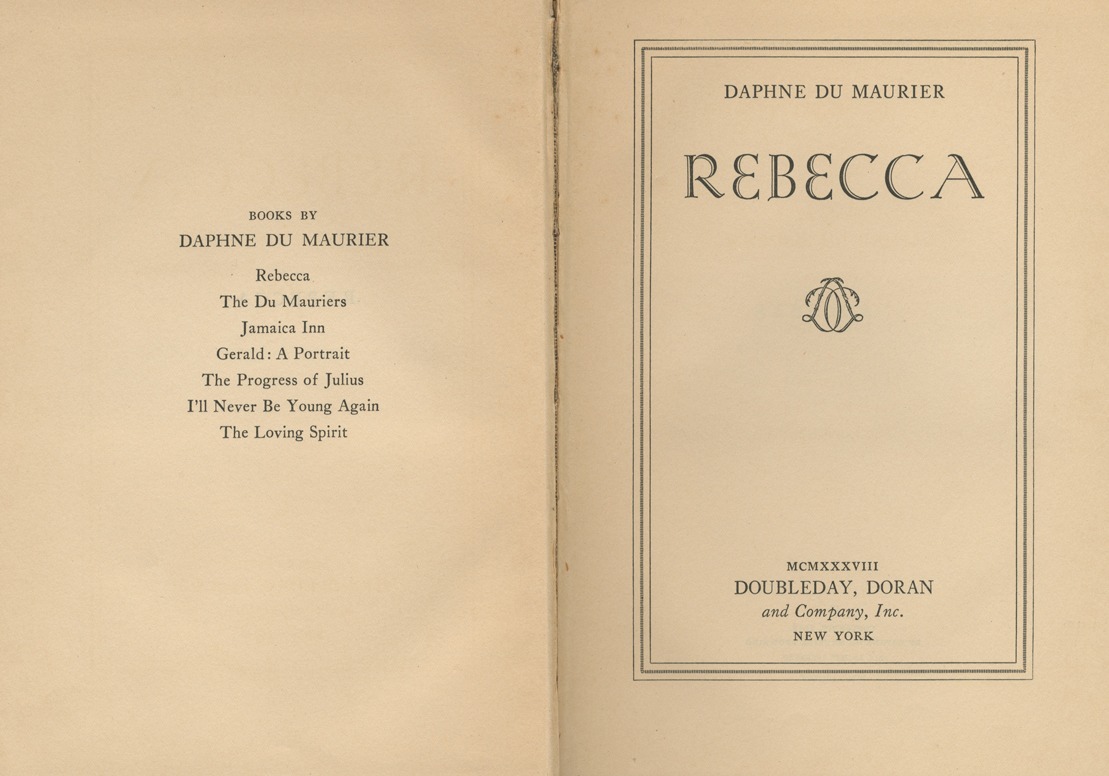 BOOKS BY
DAPHNE DU MAURIER
Rebecca
The Du Mauriers
Jamaica Inn
Gerald: A Portrait
The Progress of Julius
I'll Never Be Young Again
The Loving Spirit
DAPHNE DU MAURIER
REBECCA
MCMXXXVIII
DOUBLEDAY, DORAN
and Company, Inc.
NEW YORK